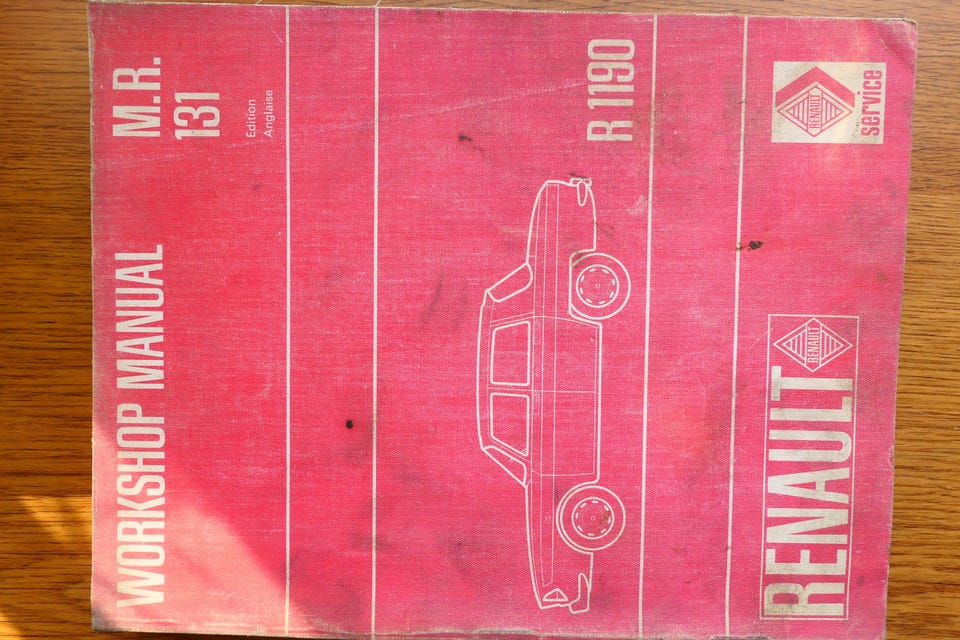 WORKSHOP MANUAL
M.R.
131
Edition
Anglaise
R 1190
RENAULT
RENAULT
RENAULT
service